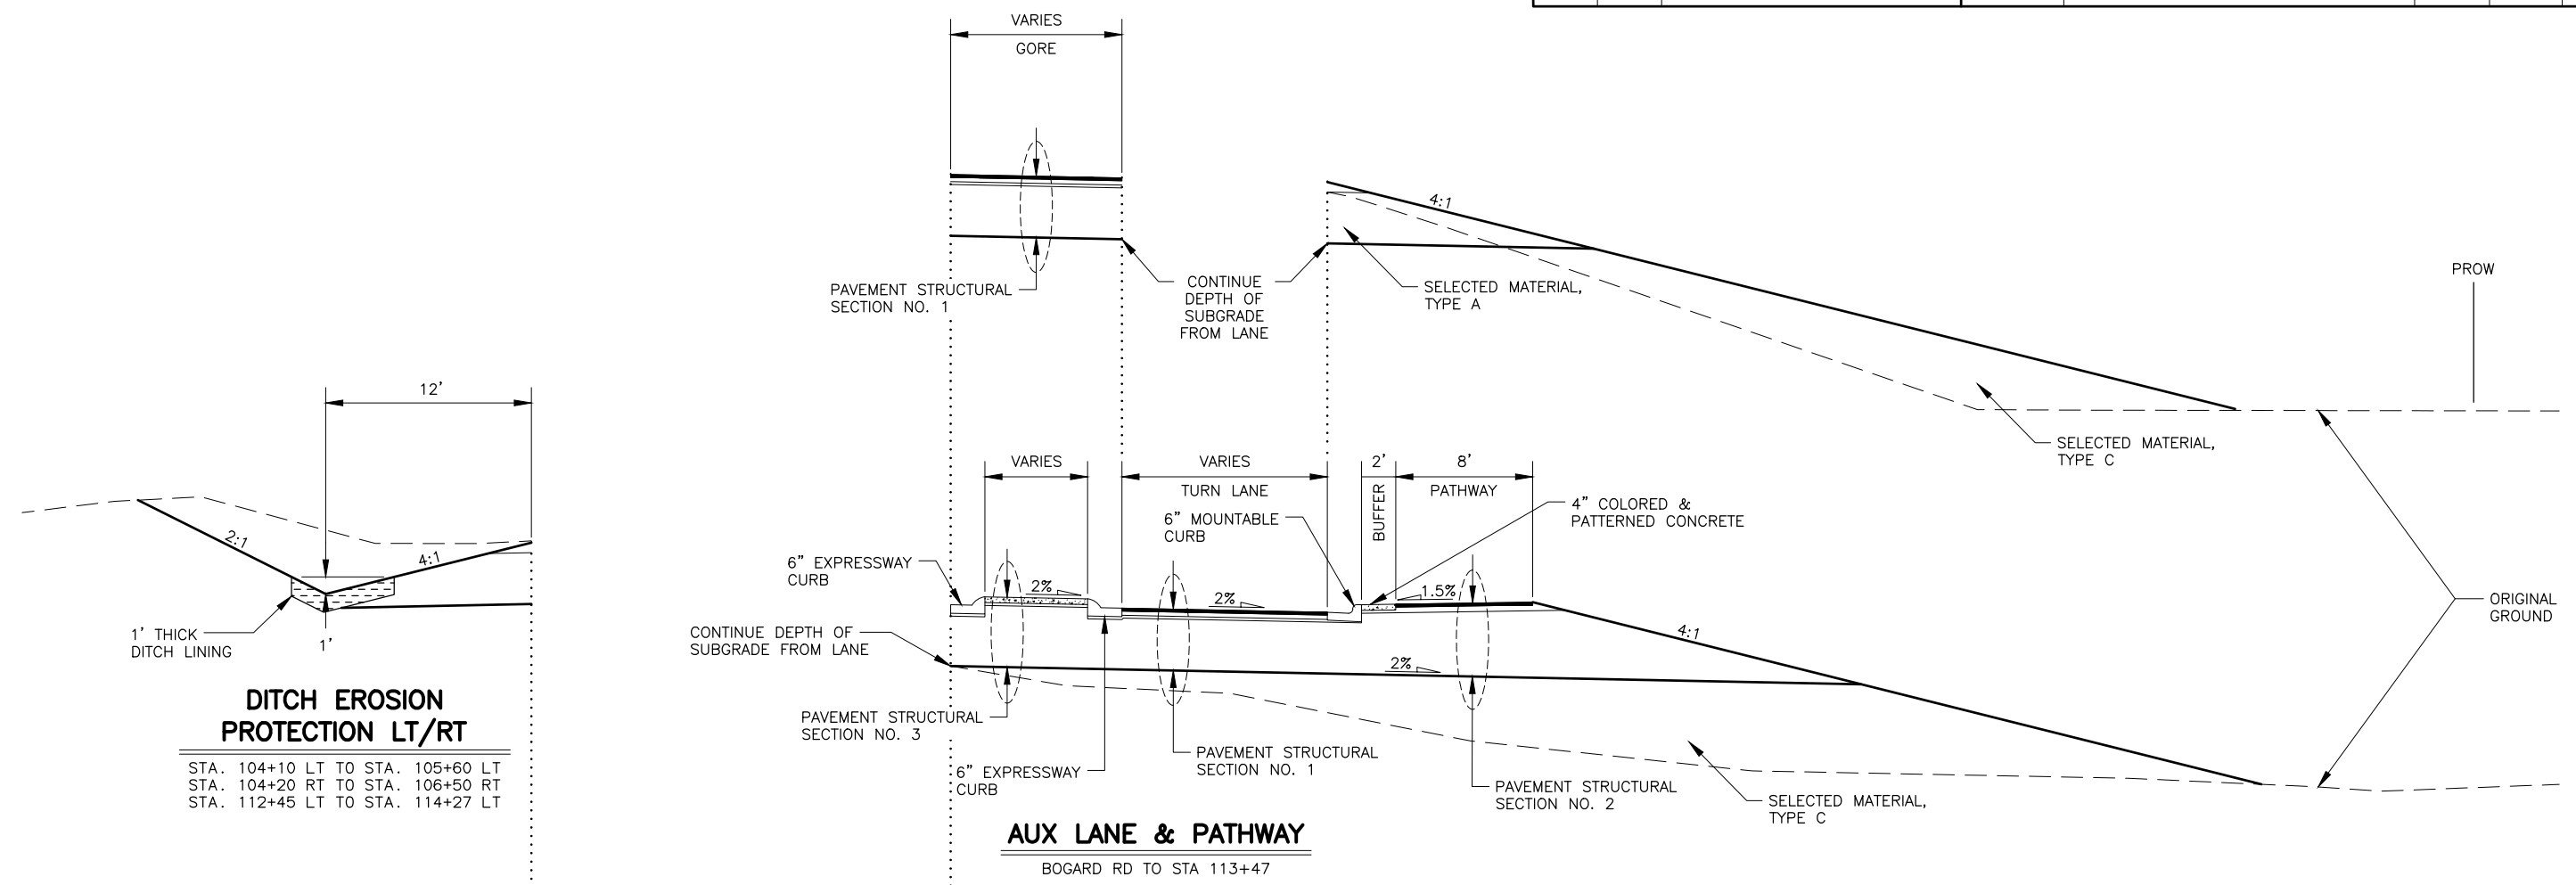 VARIES
GORE
4:1
PAVEMENT STRUCTURAL
SECTION NO. 1
CONTINUE
DEPTH OF
SUBGRADE
FROM LANE
SELECTED MATERIAL,
TYPE A
PROW
SELECTED MATERIAL,
TYPE C
ORIGINAL
GROUND
12'
2:1
4:1
1' THICK
DITCH LINING
1'
DITCH EROSION
PROTECTION LT/RT
STA. 104+10 LT TO STA. 105+60 LT
STA. 104+20 RT TO STA. 106+50 RT
STA. 112+45 LT TO STA. 114+27 LT
VARIES
VARIES
TURN LANE
2'
BUFFER
8'
PATHWAY
6" MOUNTABLE
CURB
4" COLORED &
PATTERNED CONCRETE
6" EXPRESSWAY
CURB
2%
2%
1.5%
4:1
2%
CONTINUE DEPTH OF
SUBGRADE FROM LANE
PAVEMENT STRUCTURAL
SECTION NO. 3
6" EXPRESSWAY
CURB
PAVEMENT STRUCTURAL
SECTION NO. 1
PAVEMENT STRUCTURAL
SECTION NO. 2
SELECTED MATERIAL,
TYPE C
AUX LANE & PATHWAY
BOGARD RD TO STA 113+47